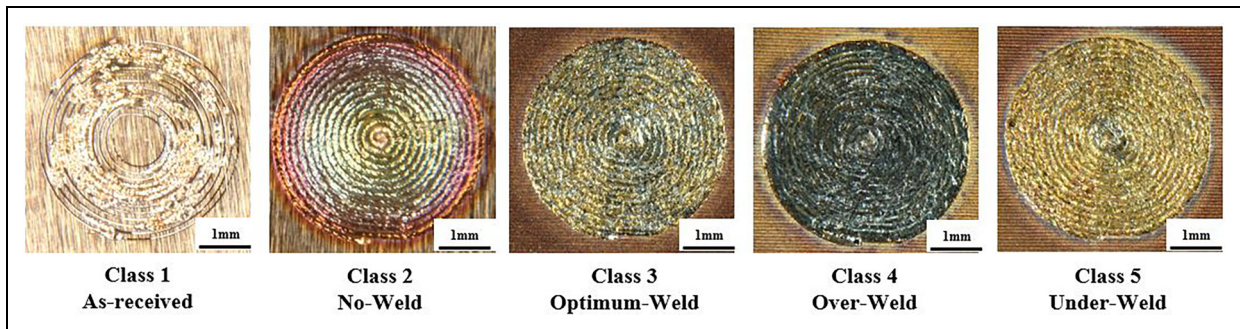 1mm
1mm
1mm
1mm
1mm
Class 1
As-received
Class 2
No-Weld
Class 3
Optimum-Weld
Class 4
Over-Weld
Class 5
Under-Weld